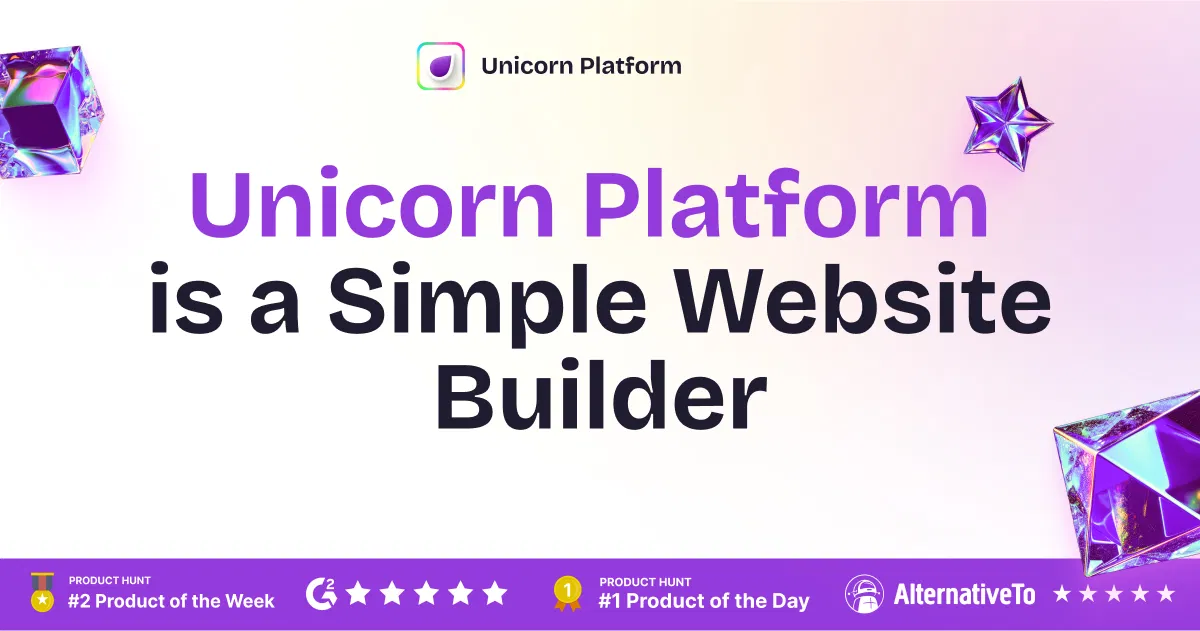 Unicorn Platform
Unicorn Platform
is a Simple Website
Builder
PRODUCT HUNT
#2 Product of the Week
G2
PRODUCT HUNT
1
#1 Product of the Day
AlternativeTo